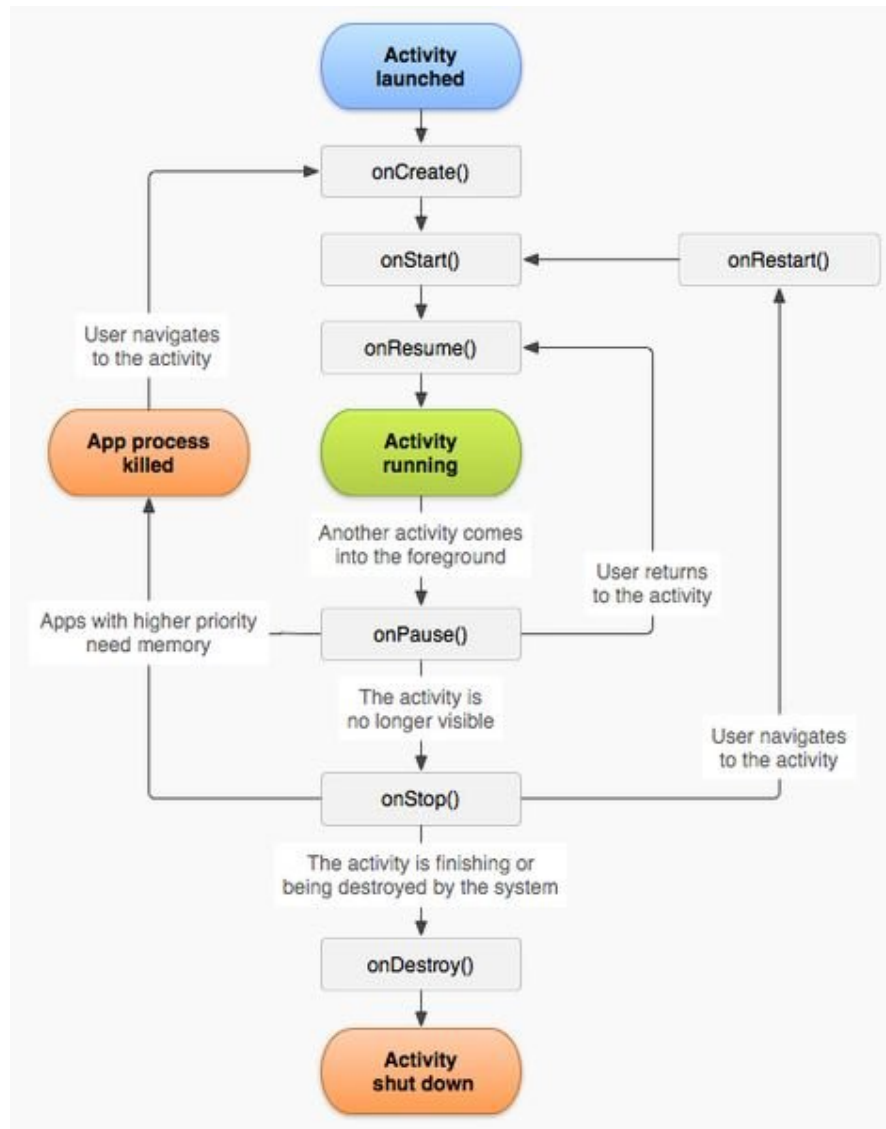 Activity
launched
onCreate()
onStart()
onRestart()
User navigates
to the activity
onResume()
App process
killed
Activity
running
Another activity comes
into the foreground
User returns
to the activity
Apps with higher priority
need memory
onPause()
The activity is
no longer visible
User navigates
to the activity
onStop()
The activity is finishing or
being destroyed by the system
onDestroy()
Activity
shut down